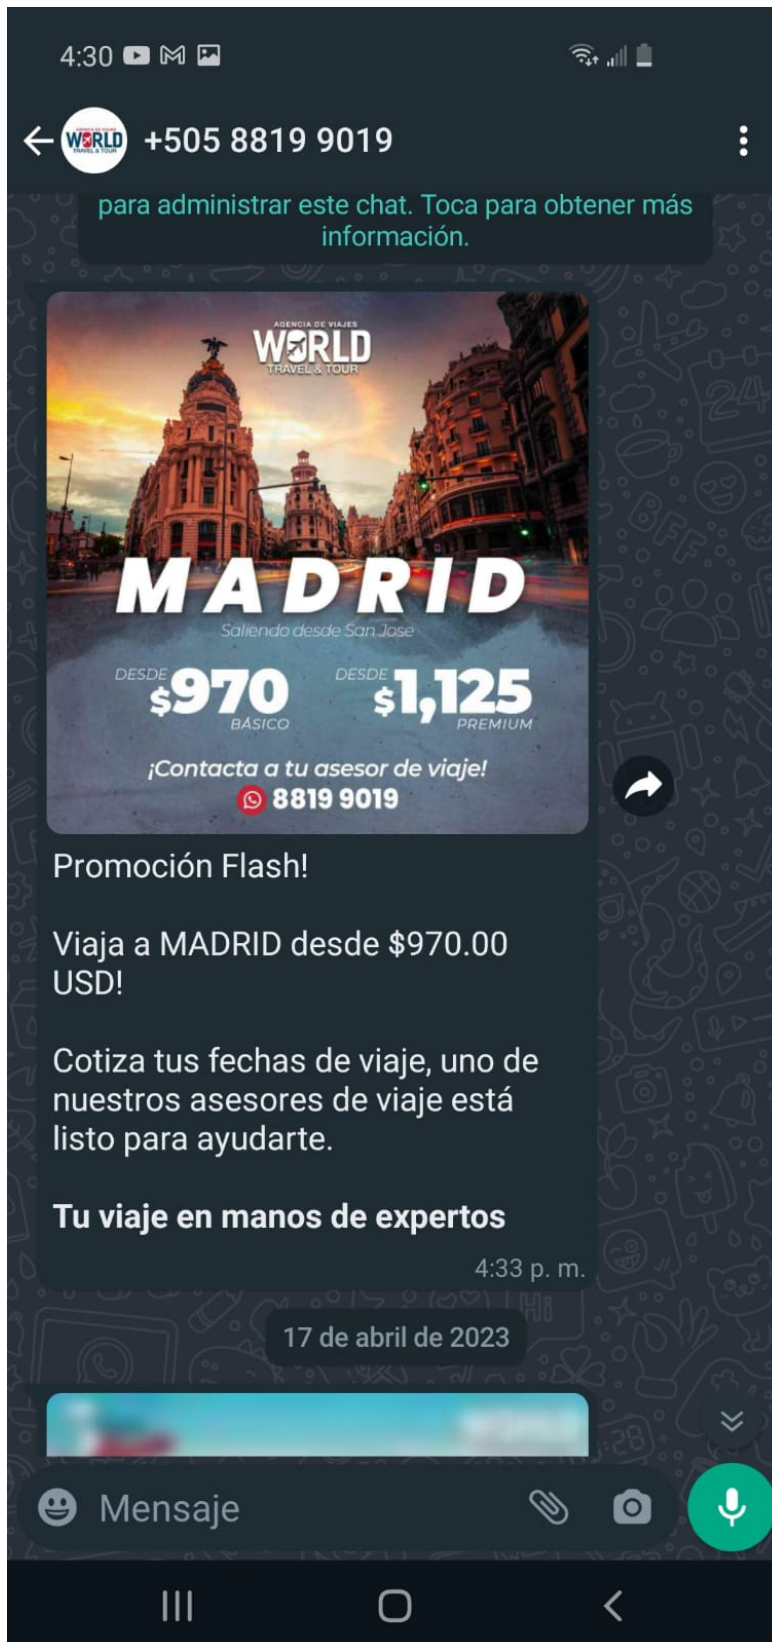 4:30
WORLD
TRAVEL & TOUR
+505 8819 9019
para administrar este chat. Toca para obtener más
información.
AGENCIA DE VIAJES
WORLD
TRAVEL & TOUR
MADRID
Saliendo desde San Jose
DESDE $970 BÁSICO
DESDE $1,125 PREMIUM
¡Contacta a tu asesor de viaje!
8819 9019
Promoción Flash!
Viaja a MADRID desde $970.00
USD!
Cotiza tus fechas de viaje, uno de
nuestros asesores de viaje está
listo para ayudarte.
Tu viaje en manos de expertos
4:33 p. m.
17 de abril de 2023
Mensaje